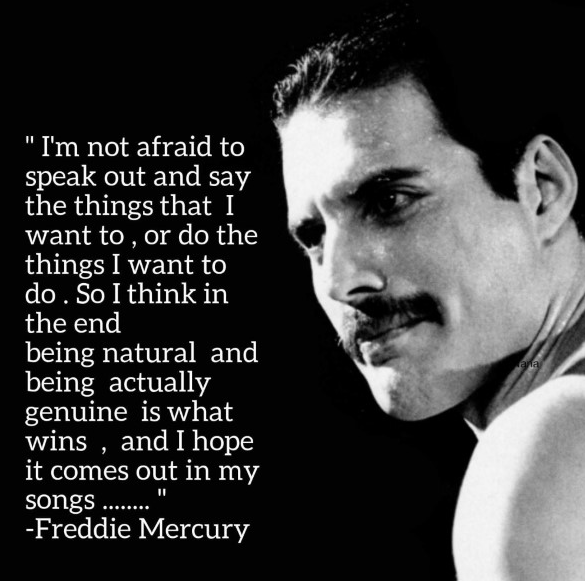 " I'm not afraid to
speak out and say
the things that I
want to , or do the
things I want to
do . So I think in
the end
being natural and
being actually
genuine is what
wins , and I hope
it comes out in my
songs ........ "
-Freddie Mercury